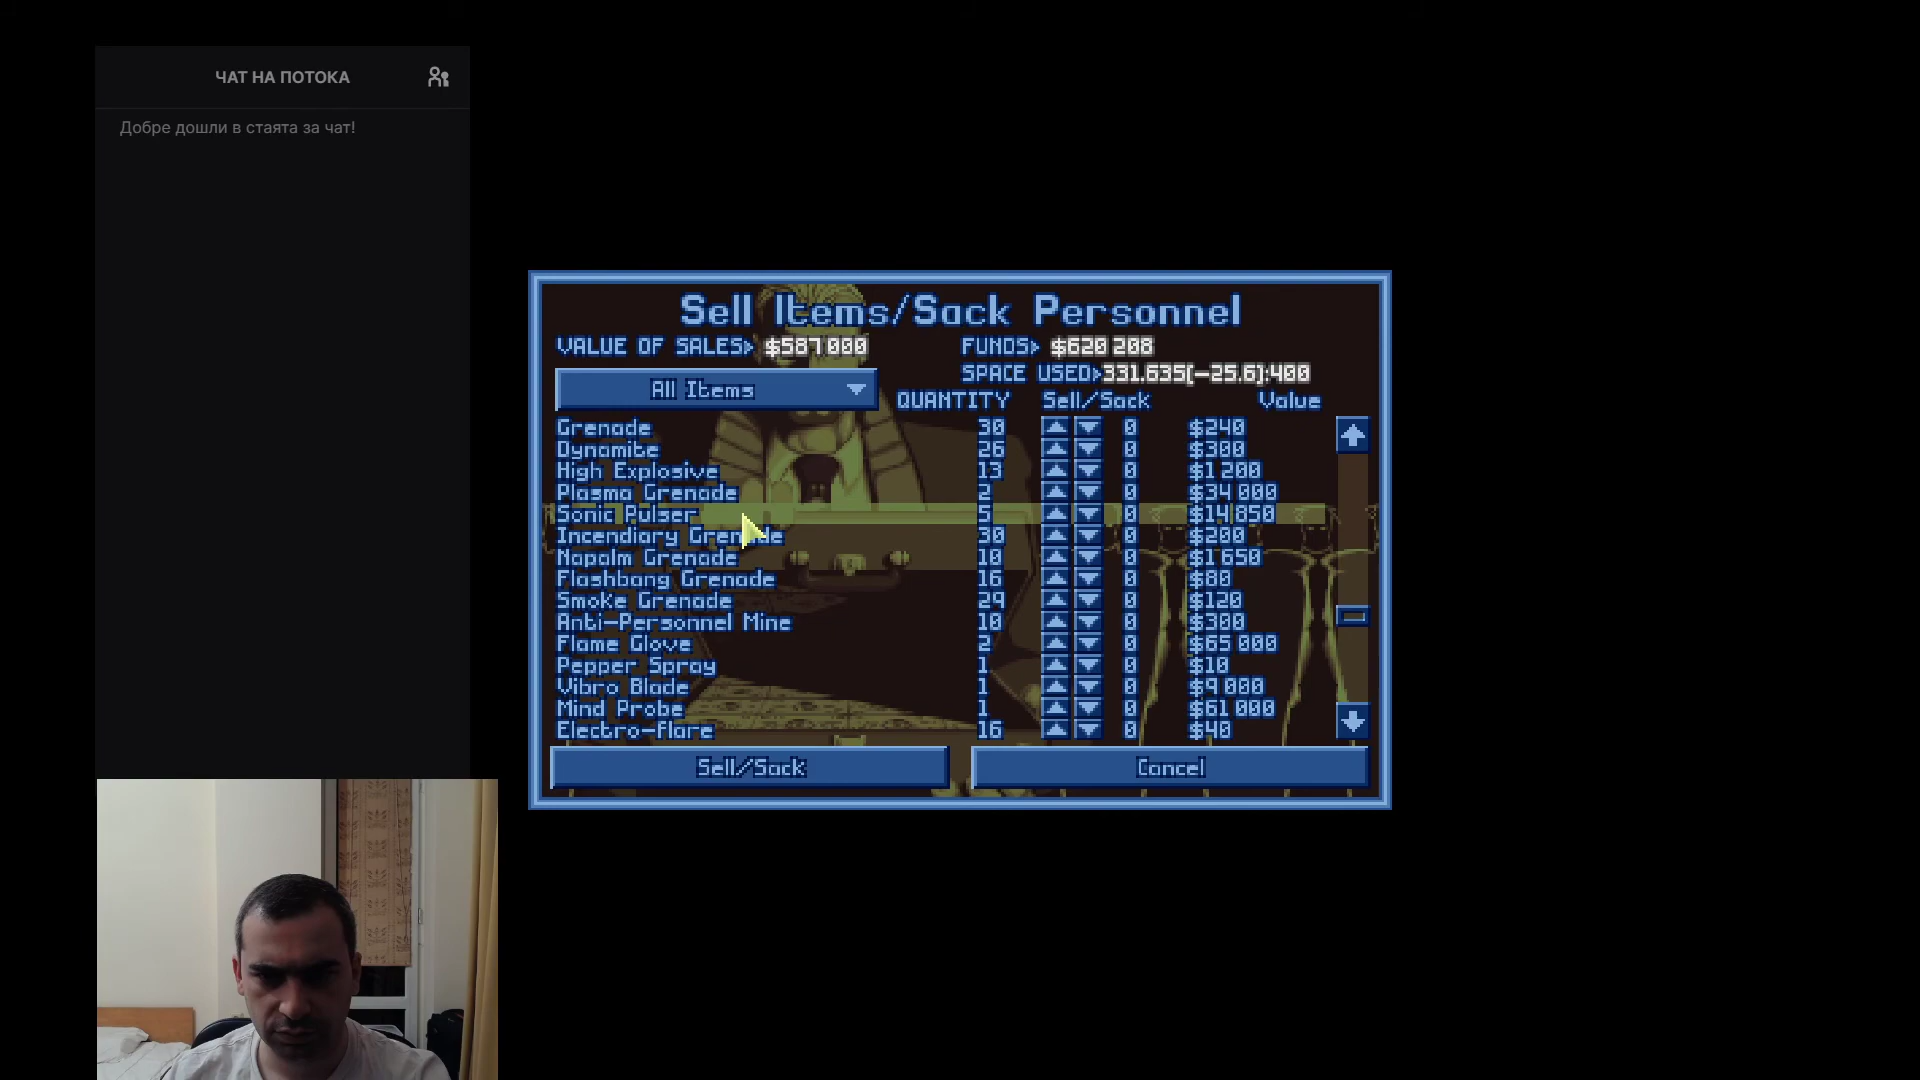 ЧАТ НА ПОТОКА
Добре дошли в стаята за чат!
Sell Items/Sack Personnel
VALUE OF SALES> $587 000
FUNDS> $620 208
SPACE USED>331.635[-25.6]:400
All Items
QUANTITY Sell/Sack Value
Grenade 30 0 $240
Dynamite 26 0 $300
High Explosive 13 0 $1 200
Plasma Grenade 2 0 $34 000
Sonic Pulser 5 0 $14 850
Incendiary Grenade 30 0 $200
Napalm Grenade 10 0 $1 650
Flashbang Grenade 16 0 $80
Smoke Grenade 29 0 $120
Anti-Personnel Mine 10 0 $300
Flame Glove 2 0 $65 000
Pepper Spray 1 0 $10
Vibro Blade 1 0 $9 000
Mind Probe 1 0 $61 000
Electro-flare 16 0 $40
Sell/Sack
Cancel